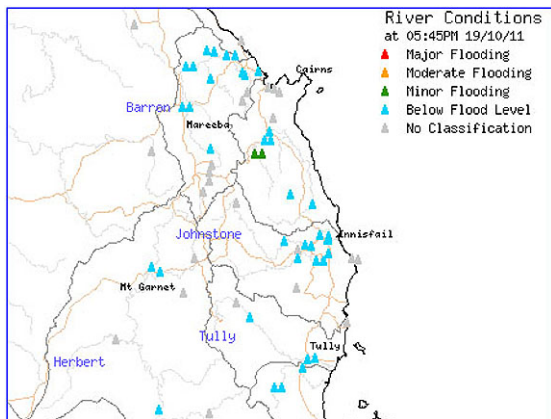 River Conditions
at 05:45PM 19/10/11
Major Flooding
Moderate Flooding
Minor Flooding
Below Flood Level
No Classification
Cairns
Barron
Mareeba
Johnstone
Innisfail
Mt Garnet
Tully
Tully
Herbert